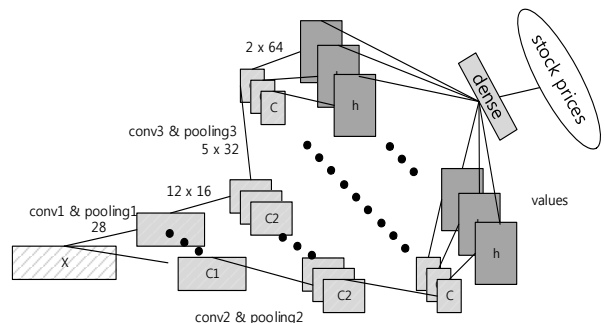 2 x 64
C
h
dense
stock prices
conv3 & pooling3
5 x 32
12 x 16
conv1 & pooling1
28
X
C2
C1
C2
conv2 & pooling2
h
C
values